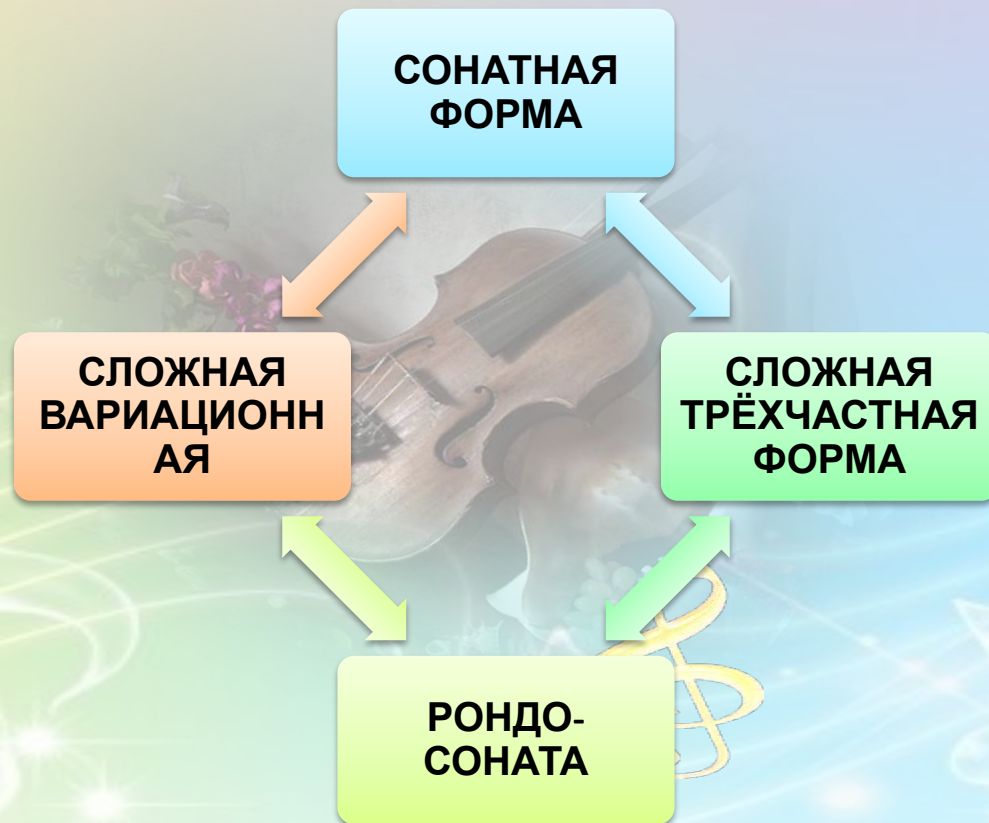 СОНАТНАЯ
ФОРМА
СЛОЖНАЯ
ВАРИАЦИОНН
АЯ
СЛОЖНАЯ
ТРЁХЧАСТНАЯ
ФОРМА
РОНДО-
СОНАТА